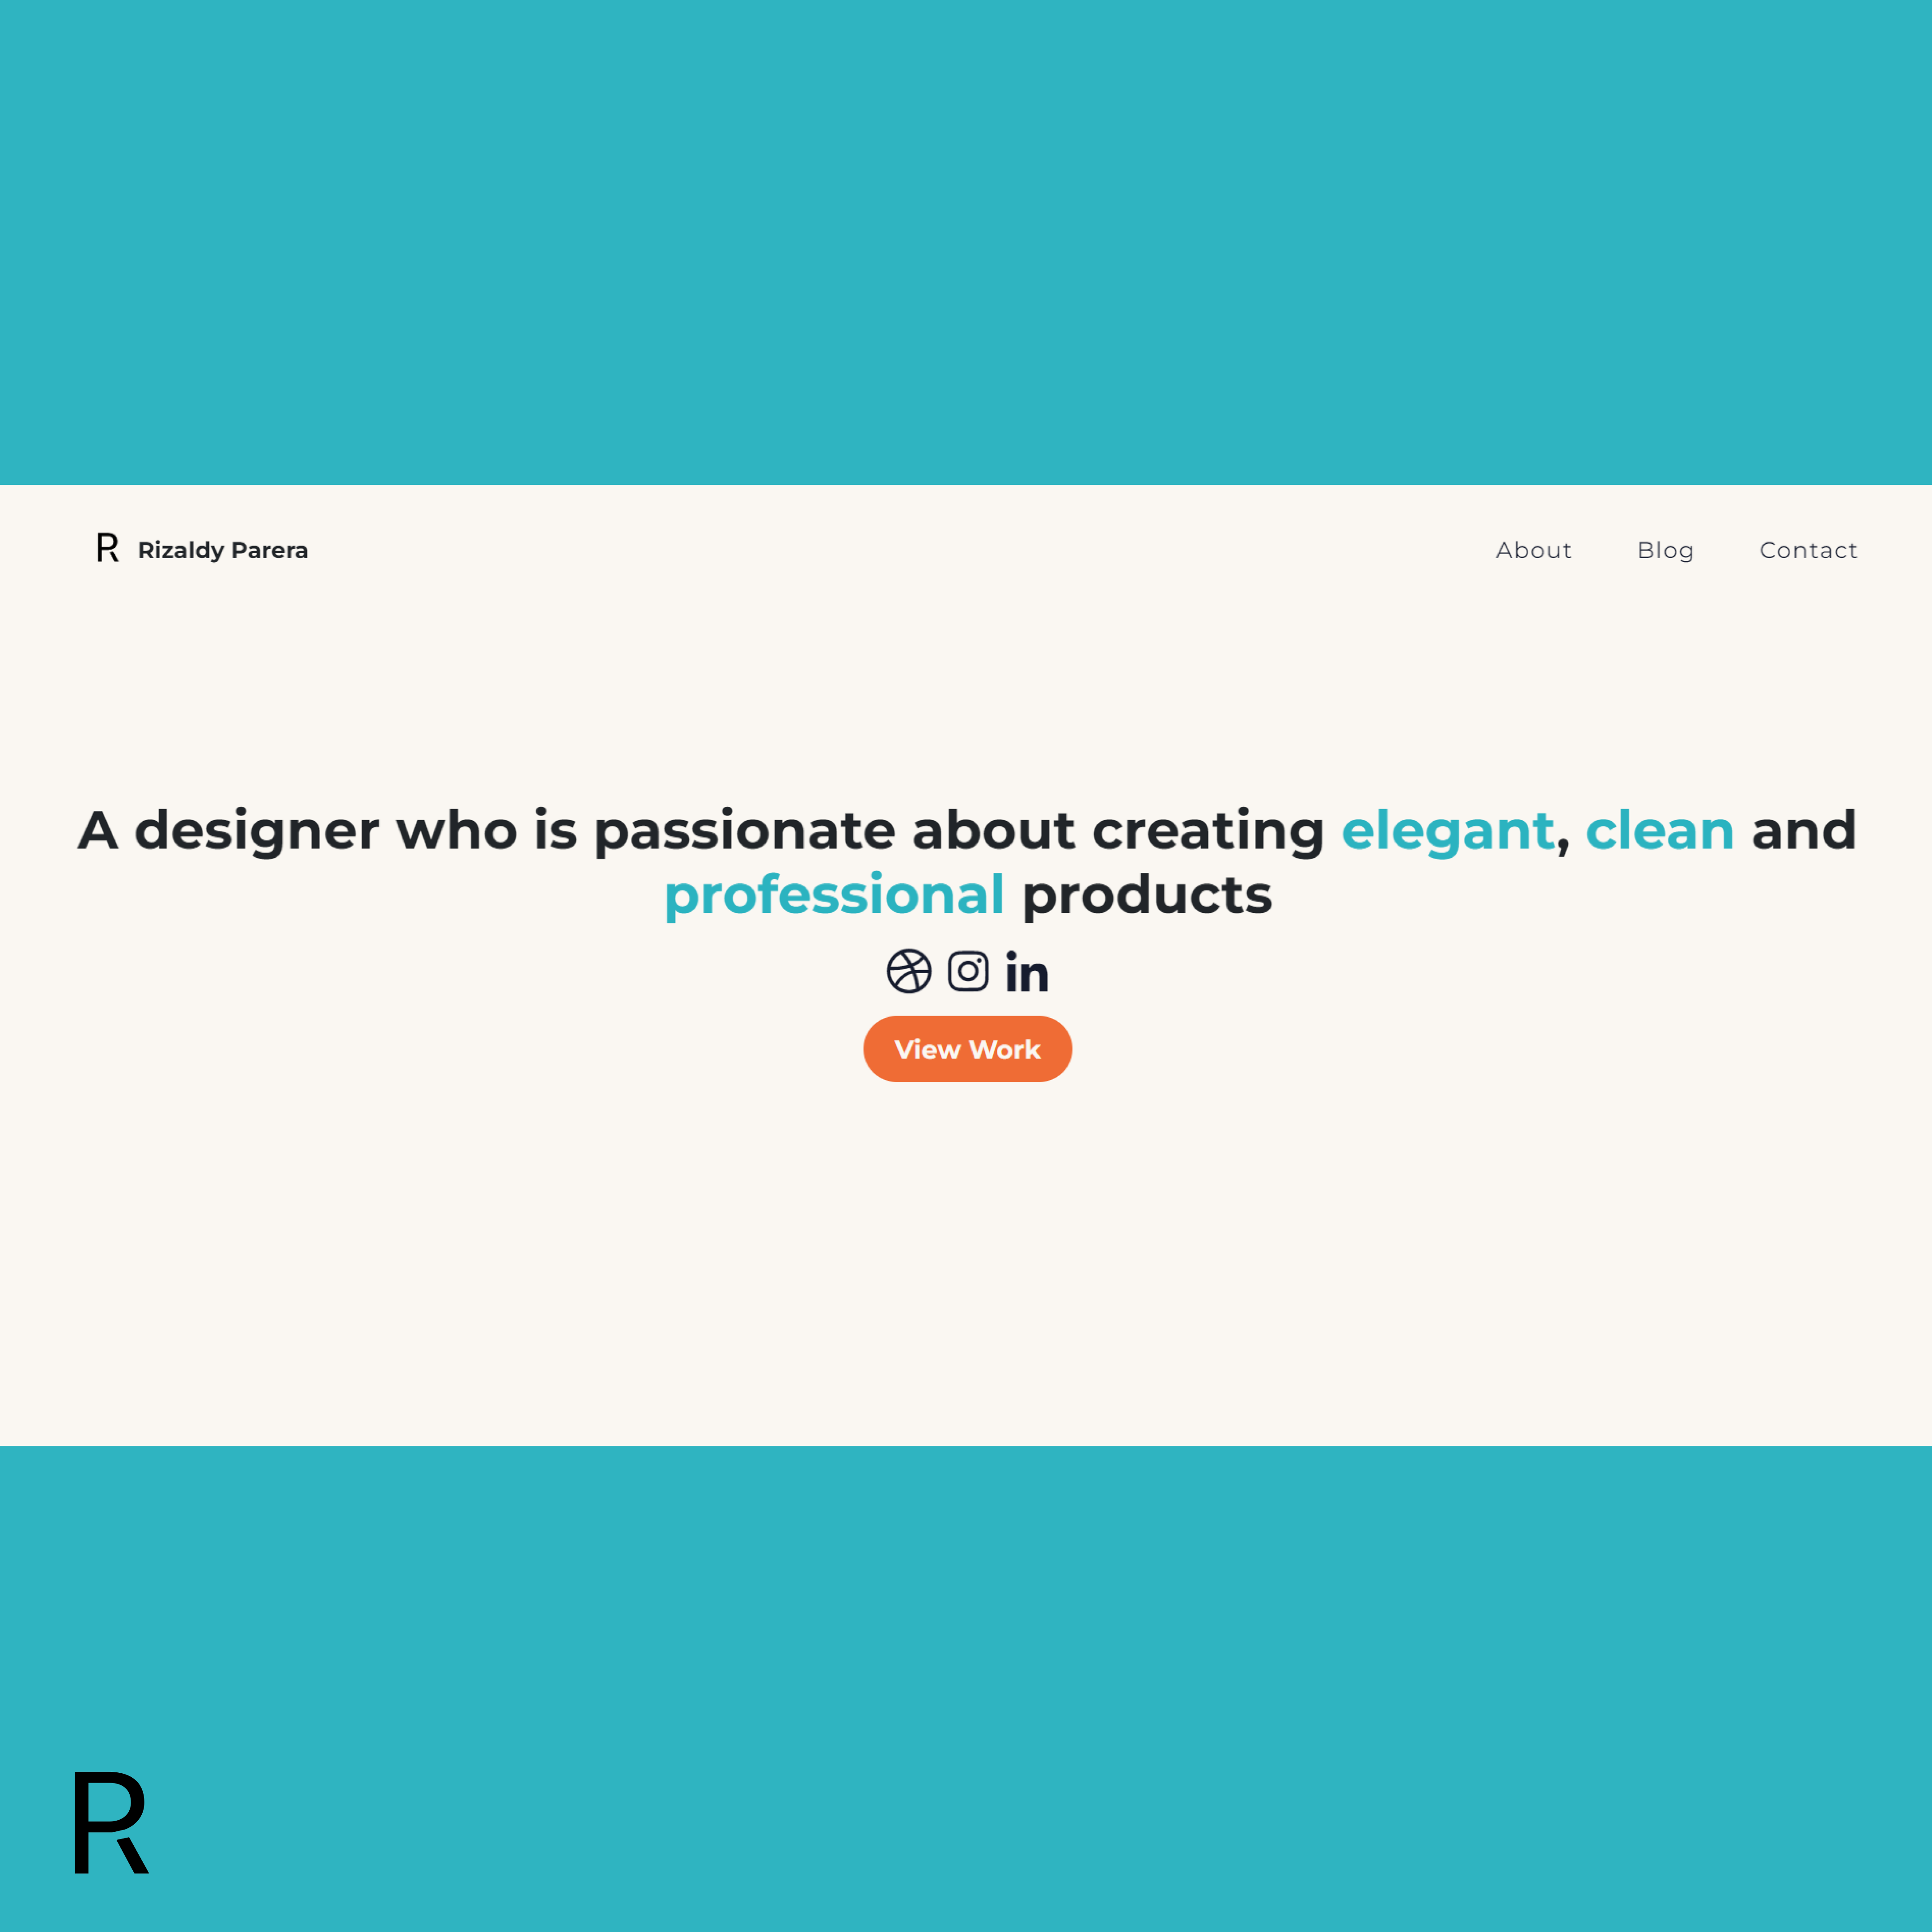 R Rizaldy Parera
About Blog Contact
A designer who is passionate about creating elegant, clean and
professional products
in
View Work
R